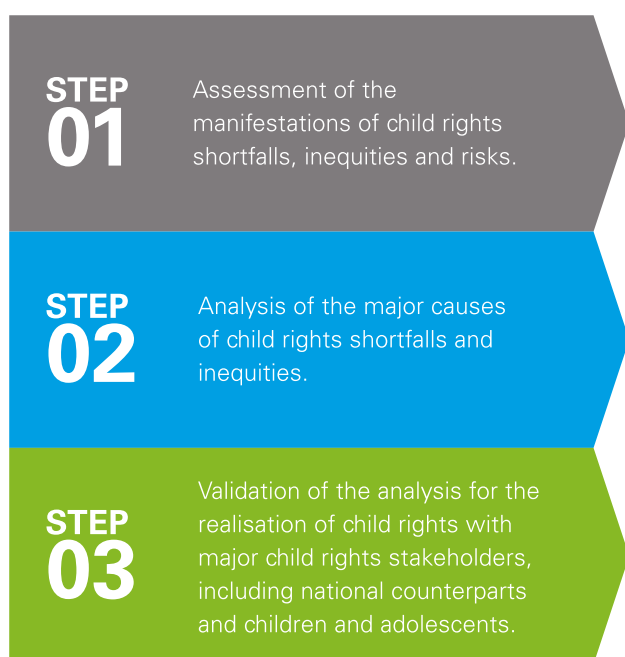 STEP
01
Assessment of the
manifestations of child rights
shortfalls, inequities and risks.
STEP
02
Analysis of the major causes
of child rights shortfalls and
inequities.
STEP
03
Validation of the analysis for the
realisation of child rights with
major child rights stakeholders,
including national counterparts
and children and adolescents.